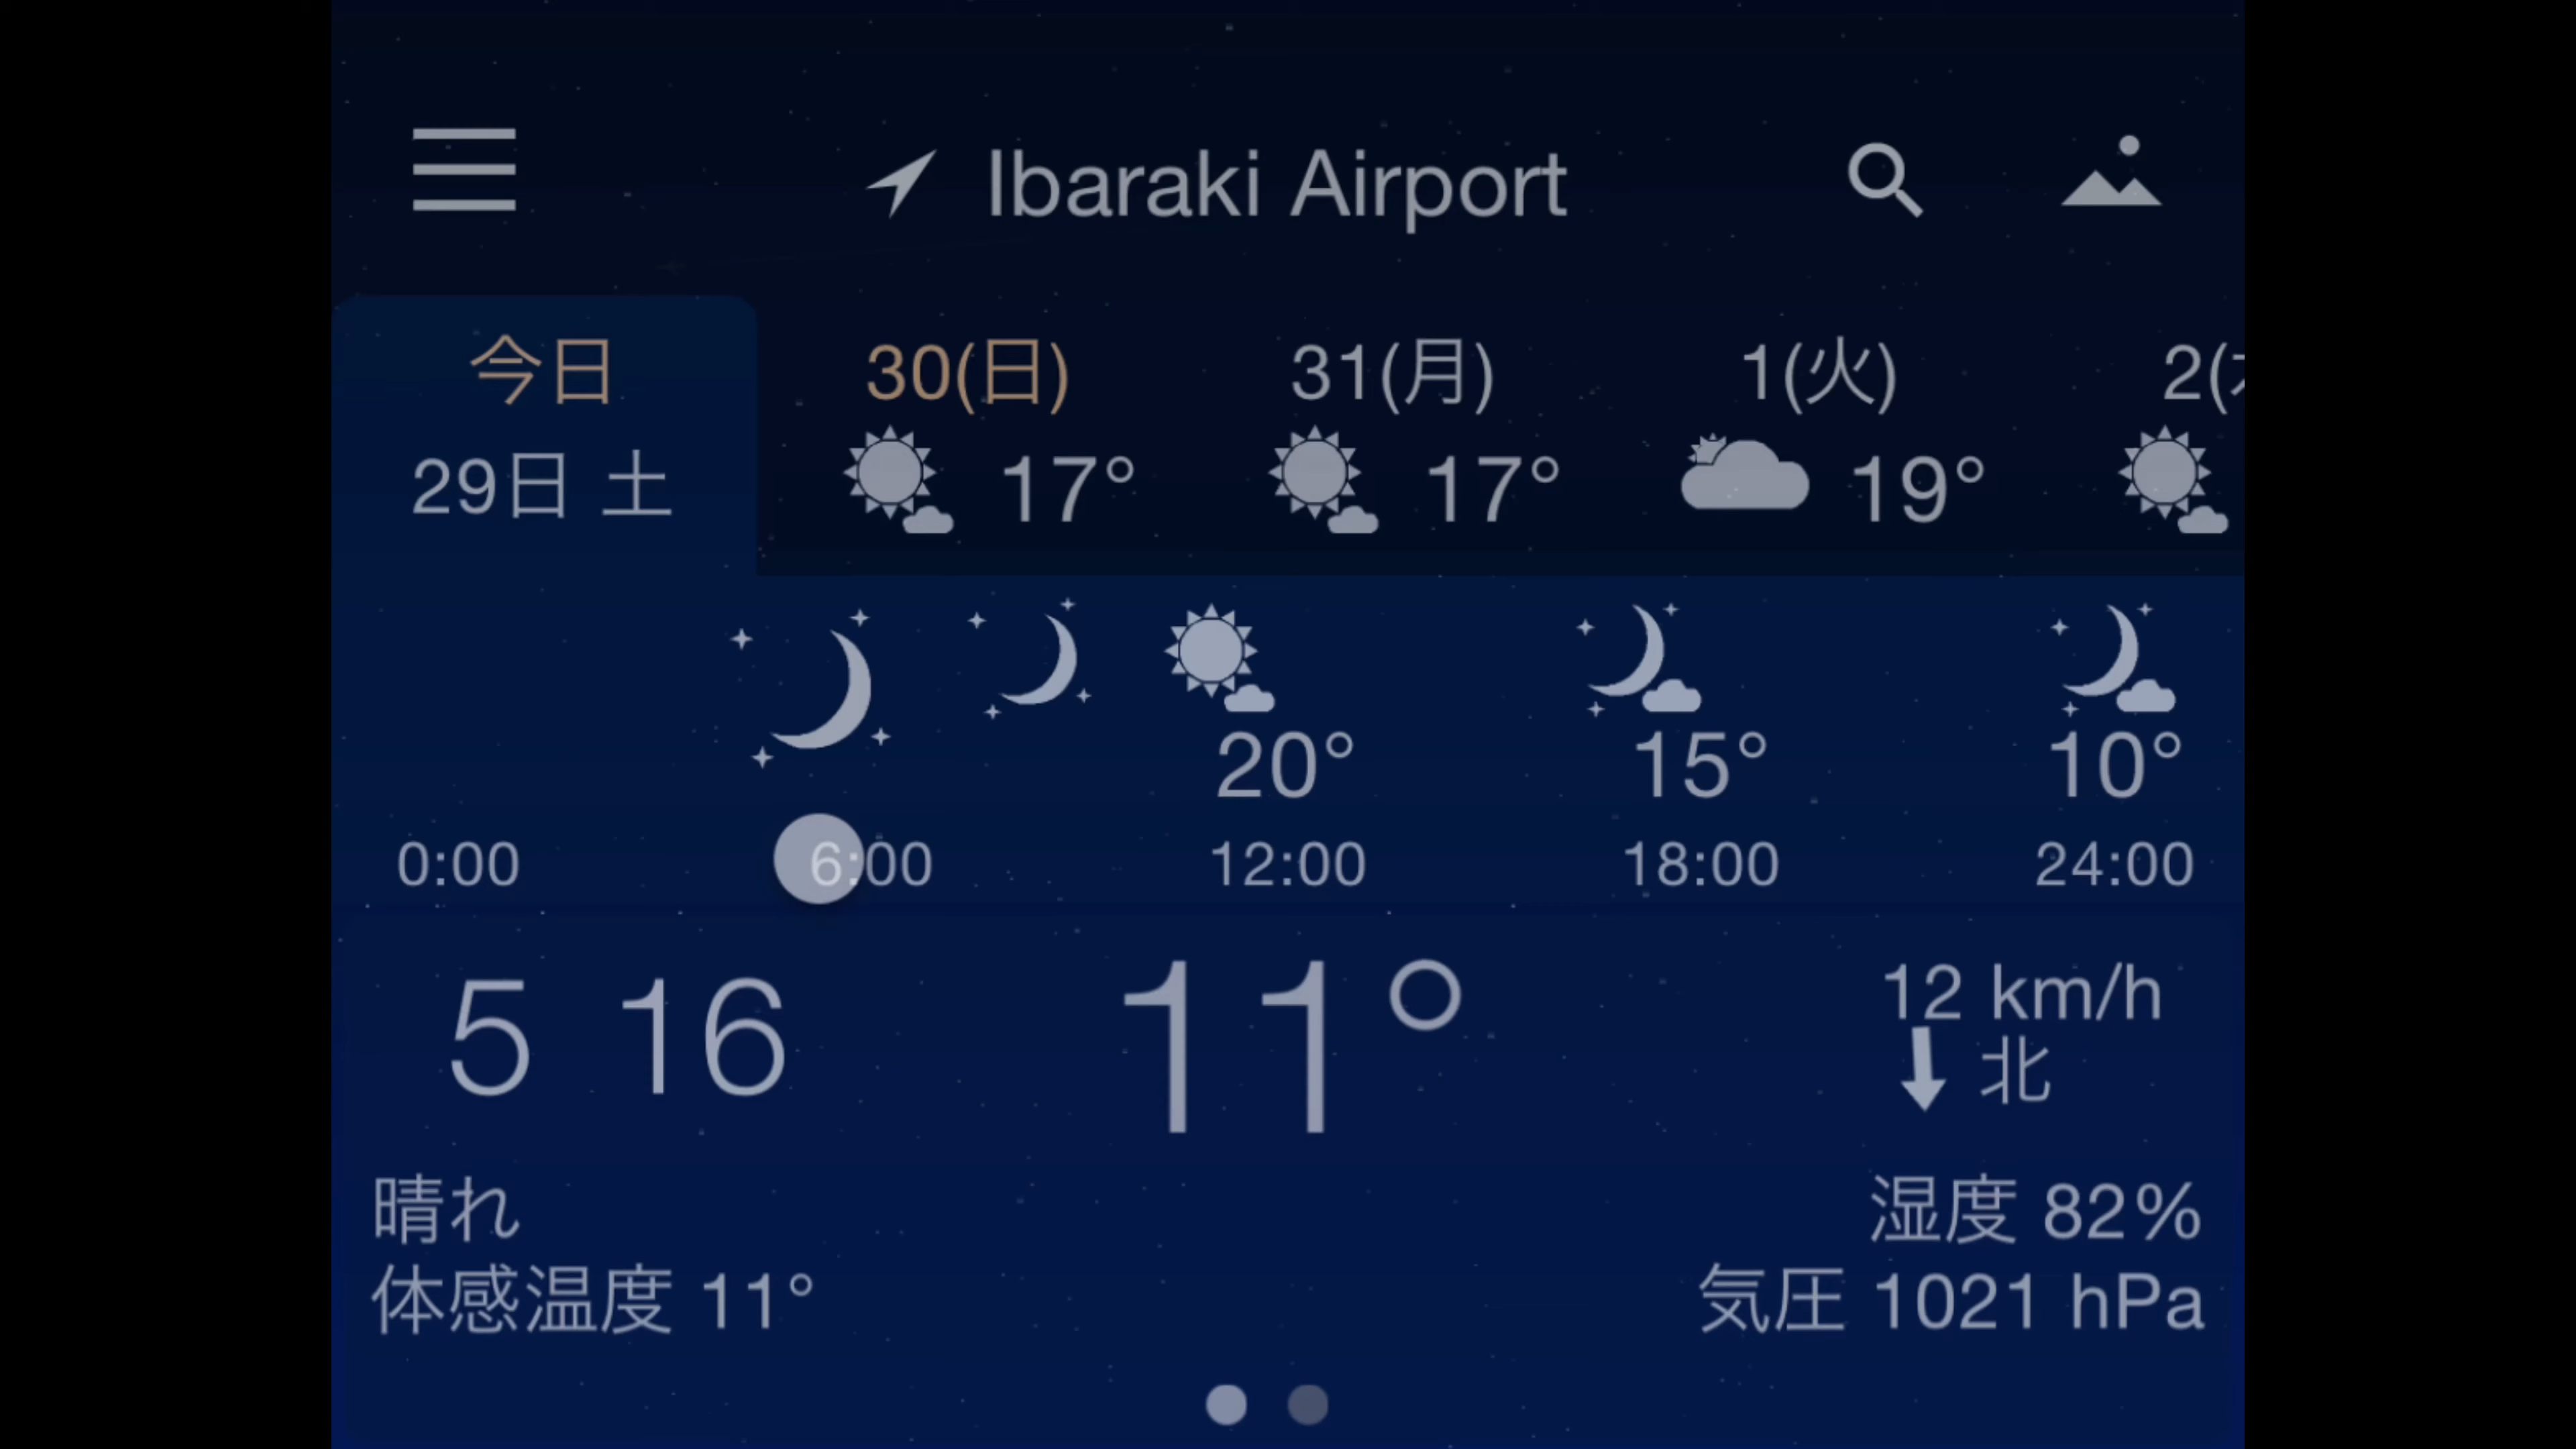 Ibaraki Airport
今日 30(日) 31(月) 1(火) 2(
29日 土 17° 17° 19°
20° 15° 10°
0:00 6:00 12:00 18:00 24:00
5 16 11° 12 km/h
北
晴れ 湿度 82%
体感温度 11° 気圧 1021 hPa